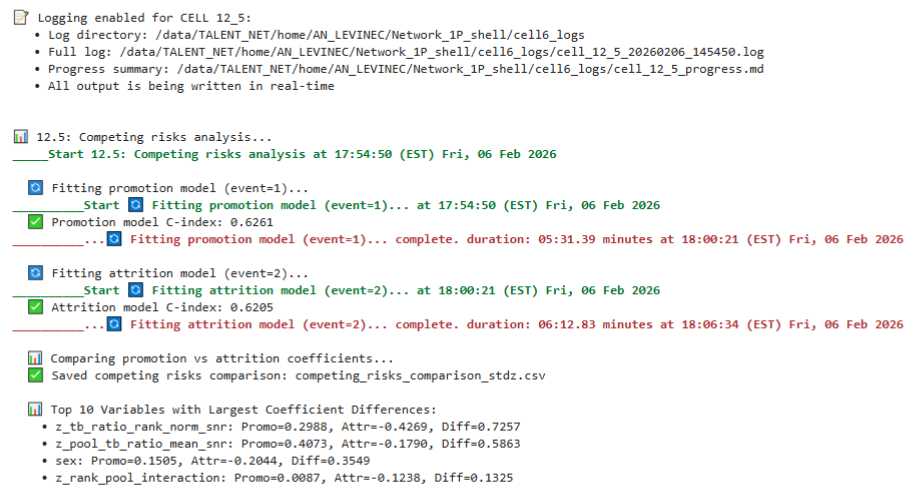 📝 Logging enabled for CELL 12_5:
• Log directory: /data/TALENT_NET/home/AN_LEVINEC/Network_1P_shell/cell6_logs
• Full log: /data/TALENT_NET/home/AN_LEVINEC/Network_1P_shell/cell6_logs/cell_12_5_20260206_145450.log
• Progress summary: /data/TALENT_NET/home/AN_LEVINEC/Network_1P_shell/cell6_logs/cell_12_5_progress.md
• All output is being written in real-time
📊 12.5: Competing risks analysis...
_____Start 12.5: Competing risks analysis at 17:54:50 (EST) Fri, 06 Feb 2026
🔄 Fitting promotion model (event=1)...
__________Start 🔄 Fitting promotion model (event=1)... at 17:54:50 (EST) Fri, 06 Feb 2026
✅ Promotion model C-index: 0.6261
__________...🔄 Fitting promotion model (event=1)... complete. duration: 05:31.39 minutes at 18:00:21 (EST) Fri, 06 Feb 2026
🔄 Fitting attrition model (event=2)...
__________Start 🔄 Fitting attrition model (event=2)... at 18:00:21 (EST) Fri, 06 Feb 2026
✅ Attrition model C-index: 0.6205
__________...🔄 Fitting attrition model (event=2)... complete. duration: 06:12.83 minutes at 18:06:34 (EST) Fri, 06 Feb 2026
📊 Comparing promotion vs attrition coefficients...
✅ Saved competing risks comparison: competing_risks_comparison_stdz.csv
📊 Top 10 Variables with Largest Coefficient Differences:
• z_tb_ratio_rank_norm_snr: Promo=0.2988, Attr=-0.4269, Diff=0.7257
• z_pool_tb_ratio_mean_snr: Promo=0.4073, Attr=-0.1790, Diff=0.5863
• sex: Promo=0.1505, Attr=-0.2044, Diff=0.3549
• z_rank_pool_interaction: Promo=0.0087, Attr=-0.1238, Diff=0.1325